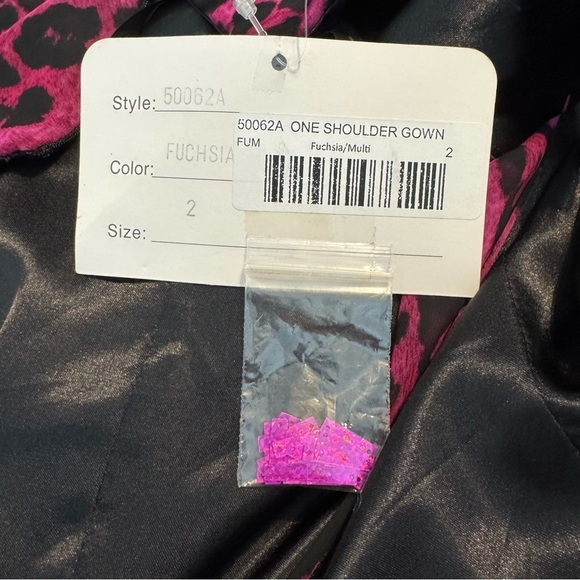 Style: 50062A
50062A ONE SHOULDER GOWN
FUM Fuchsia/Multi 2
Color: FUCHSIA
Size: 2